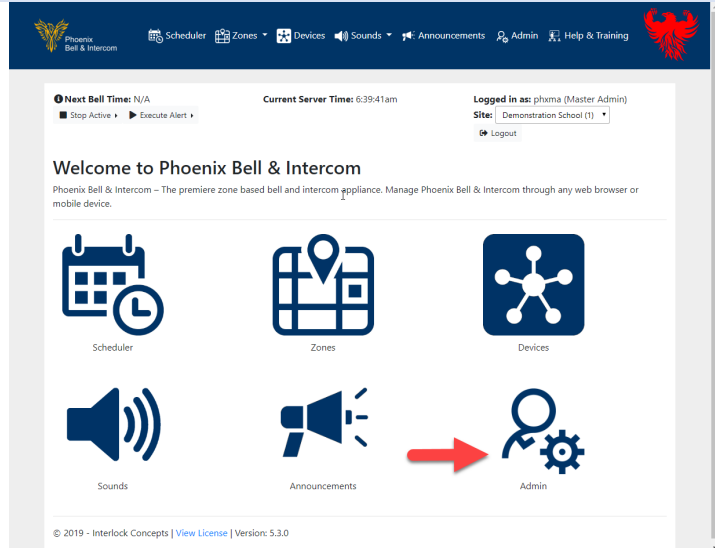 Phoenix
Bell & Intercom
Scheduler Zones Devices Sounds Announcements Admin Help & Training
Next Bell Time: N/A Current Server Time: 6:39:41am Logged in as: phxma (Master Admin)
Stop Active Execute Alert Site: Demonstration School (1)
Logout
Welcome to Phoenix Bell & Intercom
Phoenix Bell & Intercom – The premiere zone based bell and intercom appliance. Manage Phoenix Bell & Intercom through any web browser or
mobile device.
Scheduler Zones Devices
Sounds Announcements Admin
© 2019 - Interlock Concepts | View License | Version: 5.3.0